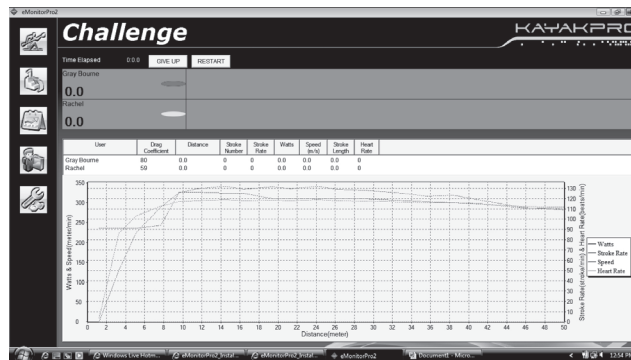 eMonitorPro2
Challenge
KAYAKPRO
Time Elapsed 0:0.0 GIVE UP RESTART
Gray Bourne
0.0
Rachel
0.0
User Drag Coefficient Distance Stroke Number Stroke Rate Watts Speed (m/s) Stroke Length Heart Rate
Gray Bourne 80 0.0 0 0 0.0 0.0 0.0 0
Rachel 59 0.0 0 0 0.0 0.0 0.0 0
Watts & Speed(meter/min)
350
300
250
200
150
100
50
0
0 2 4 6 8 10 12 14 16 18 20 22 24 26 28 30 32 34 36 38 40 42 44 46 48 50
Distance(meter)
130
120
110
100
90
80
70
60
50
40
30
20
10
0
Stroke Rate(stroke/min) & Heart Rate(beats/min)
Watts
Stroke Rate
Speed
Heart Rate
Windows Live Hotm... eMonitorPro2_Instal... eMonitorPro2_Instal... eMonitorPro2 Document1 - Micro... 12:54 PM